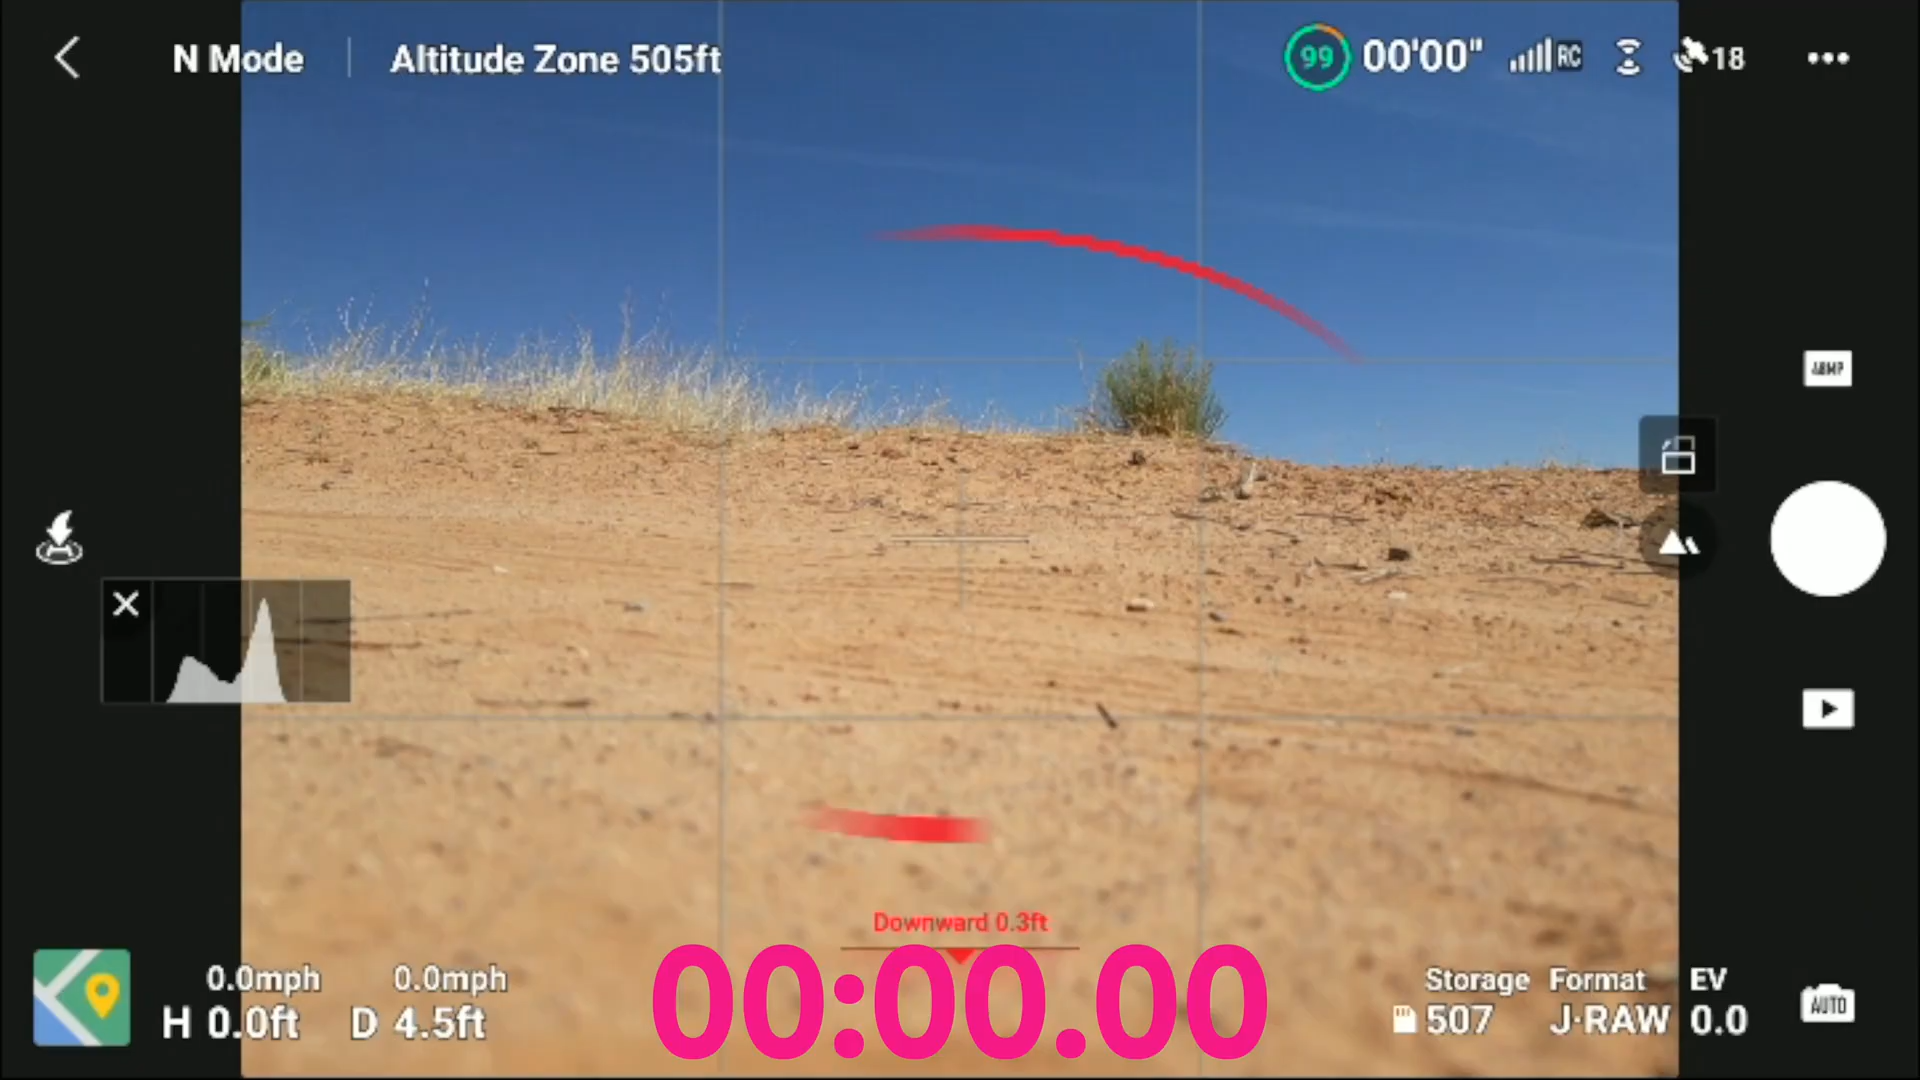 N Mode
Altitude Zone 505ft
99
00'00"
RC
18
48MP
Downward 0.3ft
0.0mph
0.0mph
H 0.0ft
D 4.5ft
00:00.00
Storage
Format
EV
507
J·RAW
0.0
AUTO